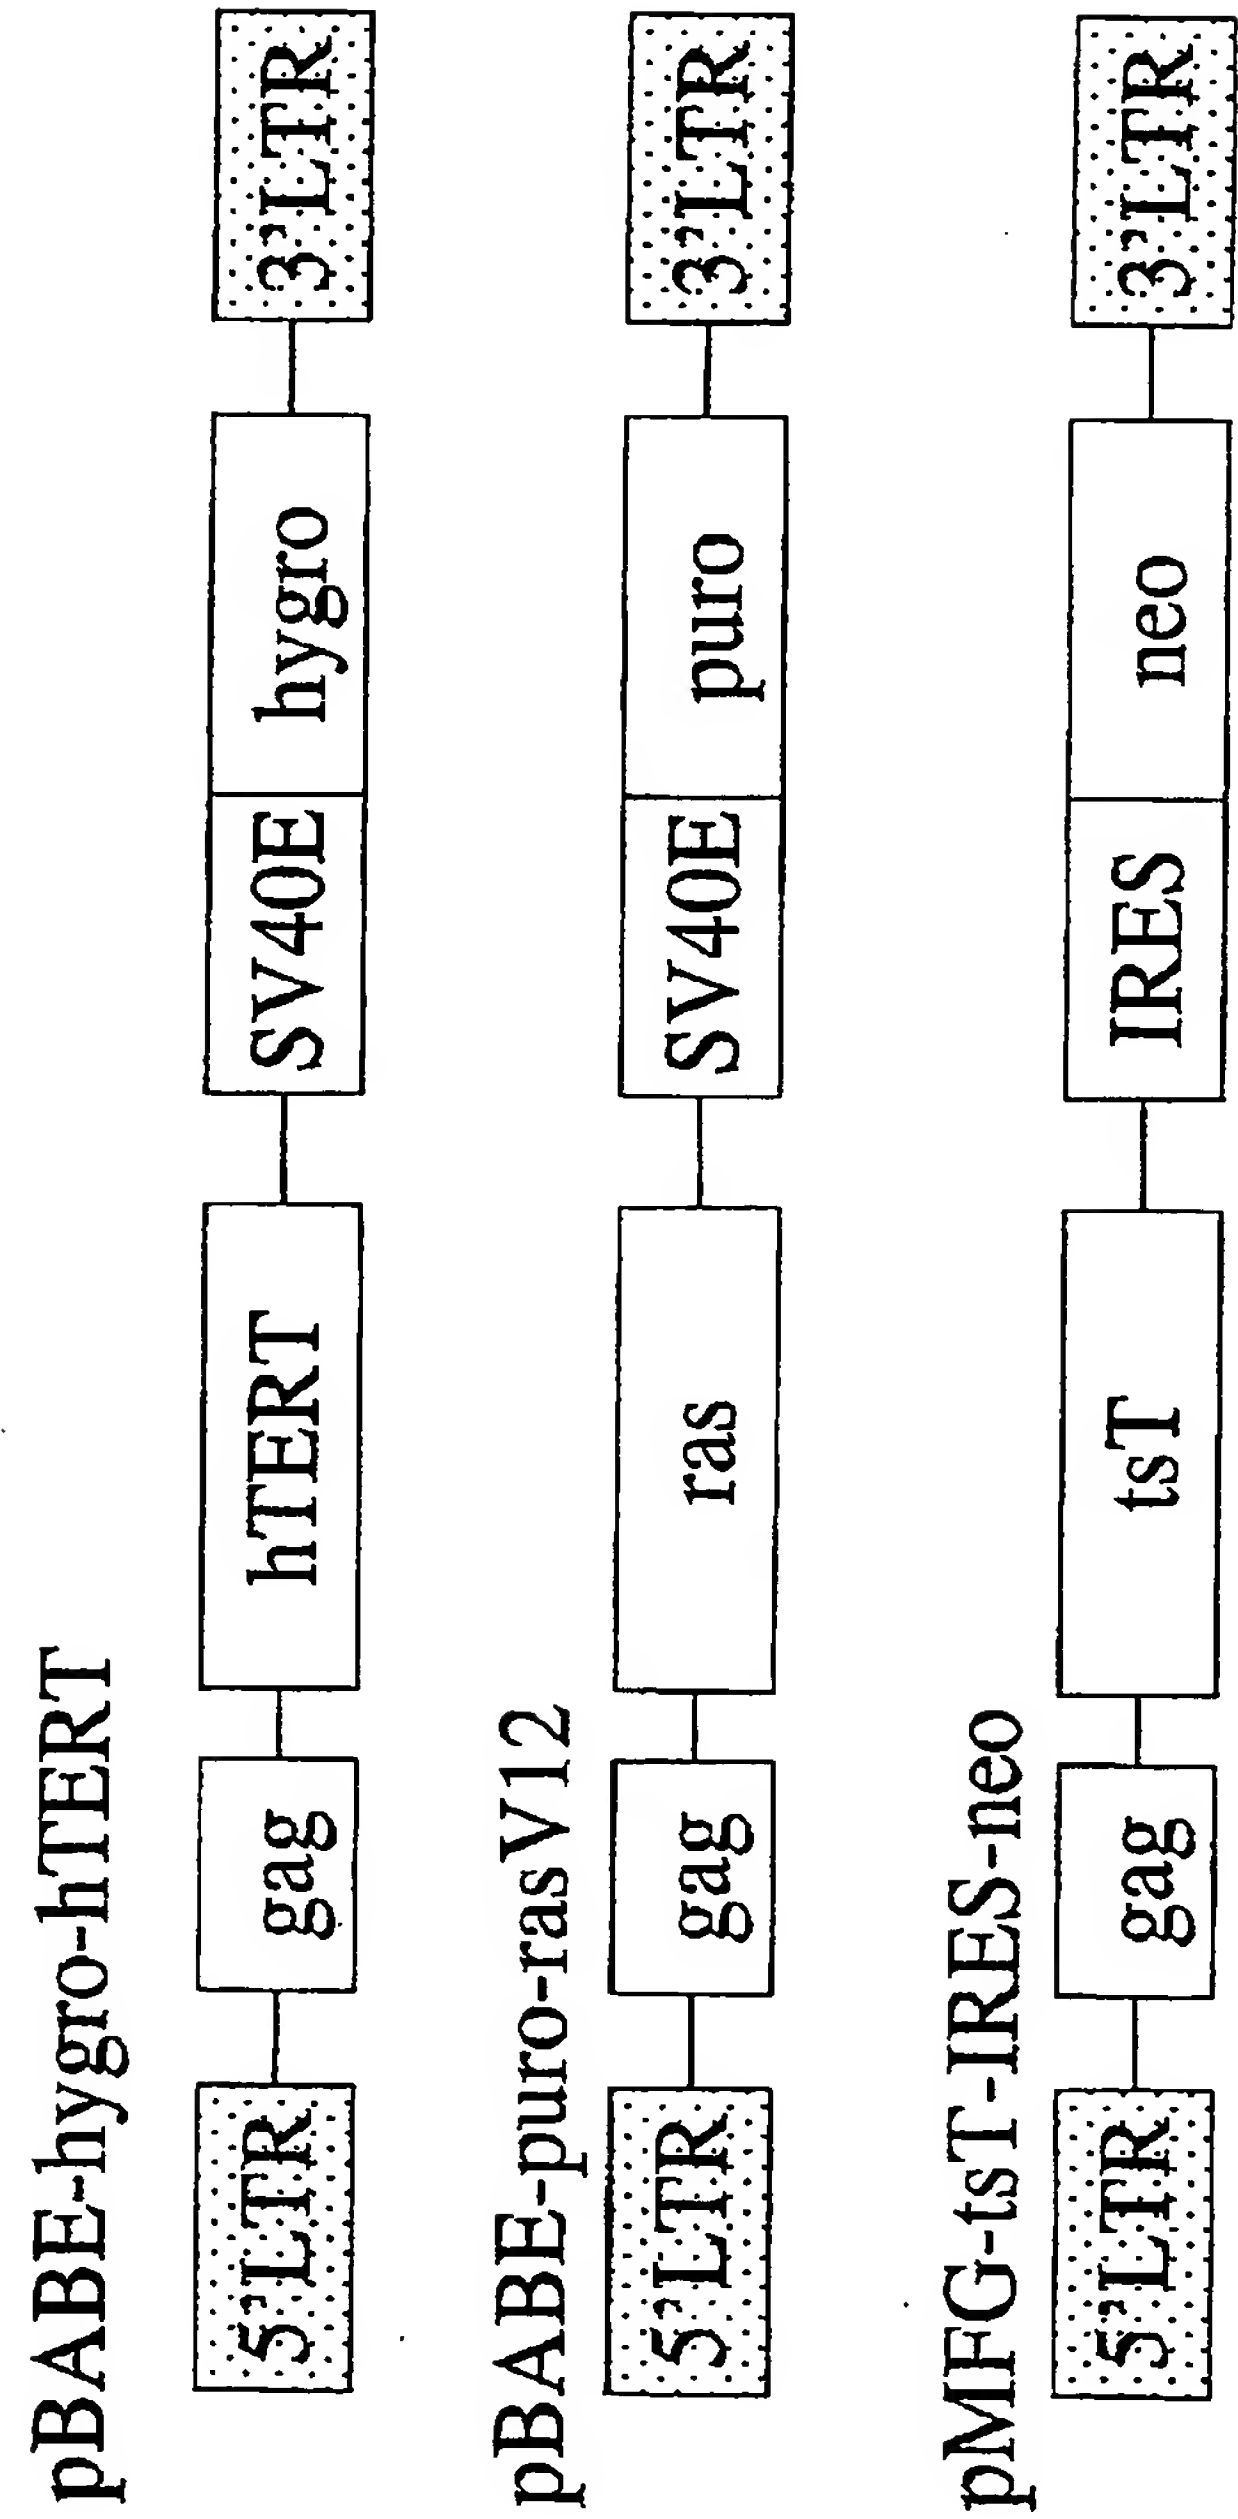 pBABE-hygro-hTERT
5'LTR gag hTERT SV40E hygro 3'LTR
pBABE-puro-rasV12
5'LTR gag ras SV40E puro 3'LTR
pMFG-tsT-IRES-neo
5'LTR gag tsT IRES neo 3'LTR